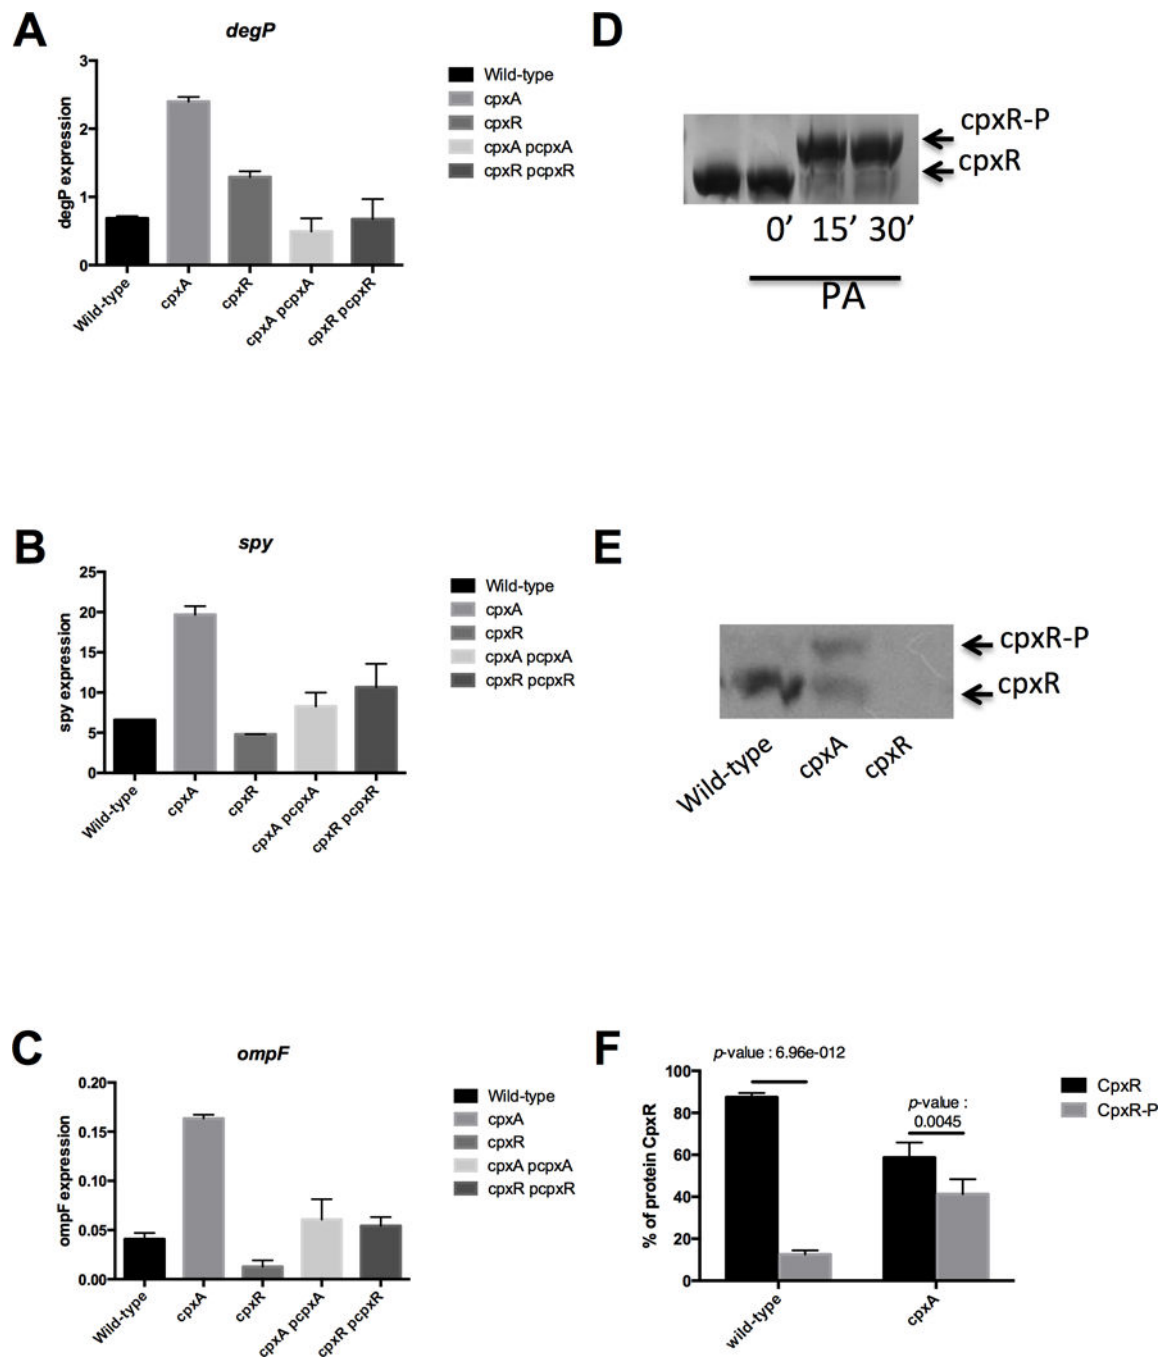 A
degP
degP expression
3
2
1
0
Wild-type
cpxA
cpxR
cpxA pcpxA
cpxR pcpxR
Wild-type
cpxA
cpxR
cpxA pcpxA
cpxR pcpxR
D
cpxR-P
cpxR
0’ 15’ 30’
PA
B
spy
spy expression
25
20
15
10
5
0
Wild-type
cpxA
cpxR
cpxA pcpxA
cpxR pcpxR
Wild-type
cpxA
cpxR
cpxA pcpxA
cpxR pcpxR
E
cpxR-P
cpxR
Wild-type cpxA cpxR
C
ompF
ompF expression
0.20
0.15
0.10
0.05
0.00
Wild-type
cpxA
cpxR
cpxA pcpxA
cpxR pcpxR
Wild-type
cpxA
cpxR
cpxA pcpxA
cpxR pcpxR
F
p-value : 6.96e-012
p-value :
0.0045
% of protein CpxR
100
80
60
40
20
0
wild-type
cpxA
CpxR
CpxR-P